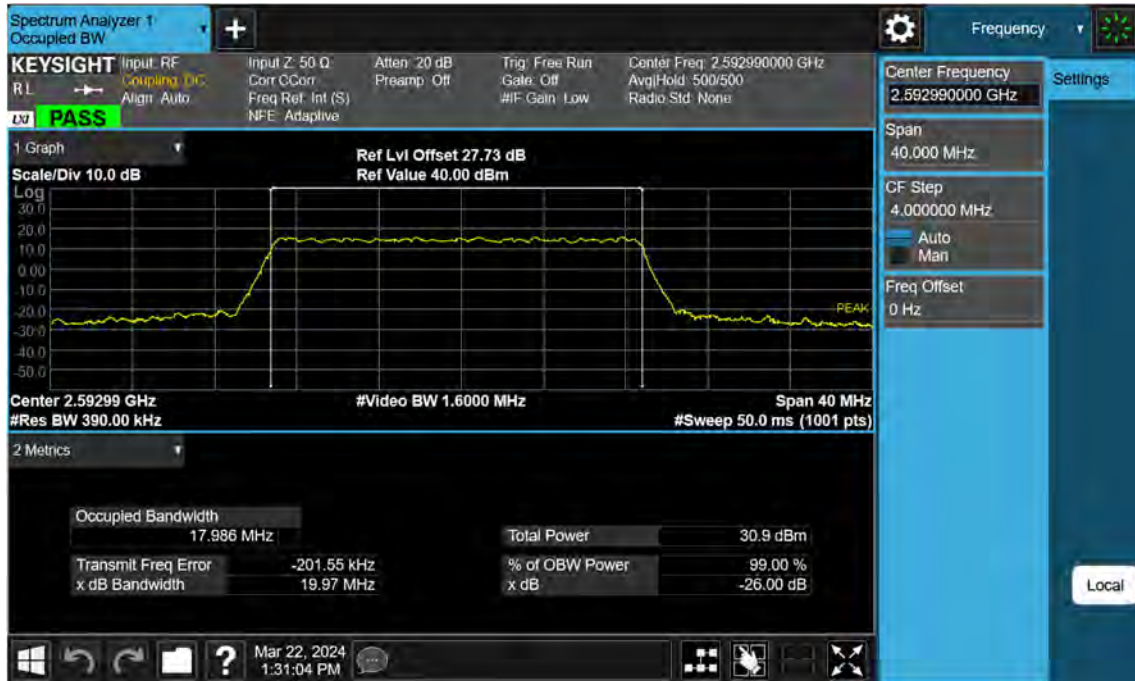 Spectrum Analyzer 1
Occupied BW
+
Frequency
KEYSIGHT
RL
LXI
PASS
Input: RF
Coupling: DC
Align: Auto
Input Z: 50 Ω
Corr CCorr
Freq Ref: Int (S)
NFE: Adaptive
Atten: 20 dB
Preamp: Off
Trig: Free Run
Gate: Off
#IF Gain: Low
Center Freq: 2.592990000 GHz
Avg|Hold: 500/500
Radio Std: None
Center Frequency
2.592990000 GHz
Settings
Span
40.000 MHz
CF Step
4.000000 MHz
Auto
Man
Freq Offset
0 Hz
1 Graph
Scale/Div 10.0 dB
Ref Lvl Offset 27.73 dB
Ref Value 40.00 dBm
Log
30.0
20.0
10.0
0.00
-10.0
-20.0
-30.0
-40.0
-50.0
PEAK
Center 2.59299 GHz
#Video BW 1.6000 MHz
Span 40 MHz
#Res BW 390.00 kHz
#Sweep 50.0 ms (1001 pts)
2 Metrics
Occupied Bandwidth
17.986 MHz
Total Power 30.9 dBm
Transmit Freq Error -201.55 kHz
% of OBW Power 99.00 %
x dB Bandwidth 19.97 MHz
x dB -26.00 dB
Local
?
Mar 22, 2024
1:31:04 PM